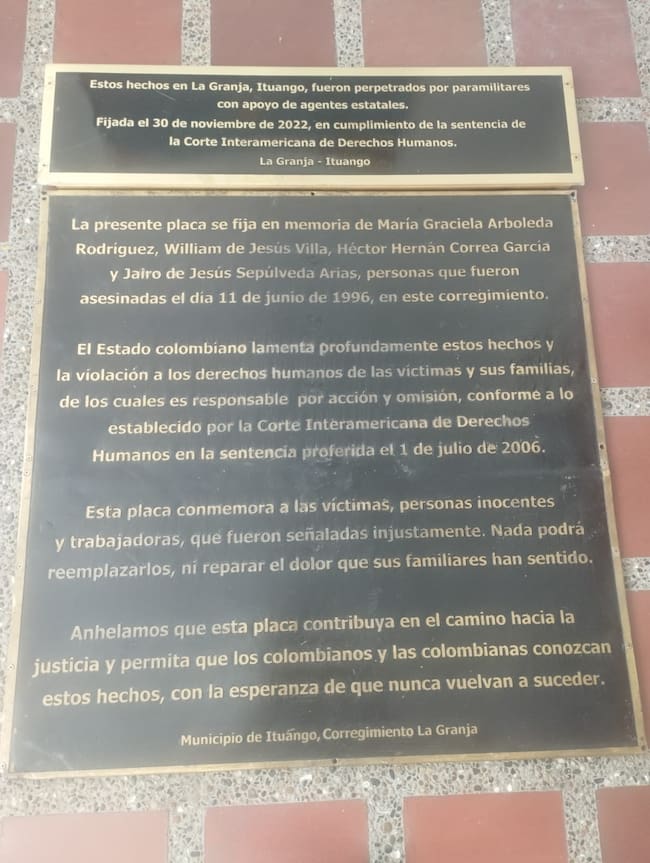 Estos hechos en La Granja, Ituango, fueron perpetrados por paramilitares
con apoyo de agentes estatales.
Fijada el 30 de noviembre de 2022, en cumplimiento de la sentencia de
la Corte Interamericana de Derechos Humanos.
La Granja - Ituango
La presente placa se fija en memoria de María Graciela Arboleda
Rodríguez, William de Jesús Villa, Héctor Hernán Correa García
y Jairo de Jesús Sepúlveda Arias, personas que fueron
asesinadas el día 11 de junio de 1996, en este corregimiento.
El Estado colombiano lamenta profundamente estos hechos y
la violación a los derechos humanos de las víctimas y sus familias,
de los cuales es responsable por acción y omisión, conforme a lo
establecido por la Corte Interamericana de Derechos
Humanos en la sentencia proferida el 1 de julio de 2006.
Esta placa conmemora a las víctimas, personas inocentes
y trabajadoras, que fueron señaladas injustamente. Nada podrá
reemplazarlos, ni reparar el dolor que sus familiares han sentido.
Anhelamos que esta placa contribuya en el camino hacia la
justicia y permita que los colombianos y las colombianas conozcan
estos hechos, con la esperanza de que nunca vuelvan a suceder.
Municipio de Ituango, Corregimiento La Granja